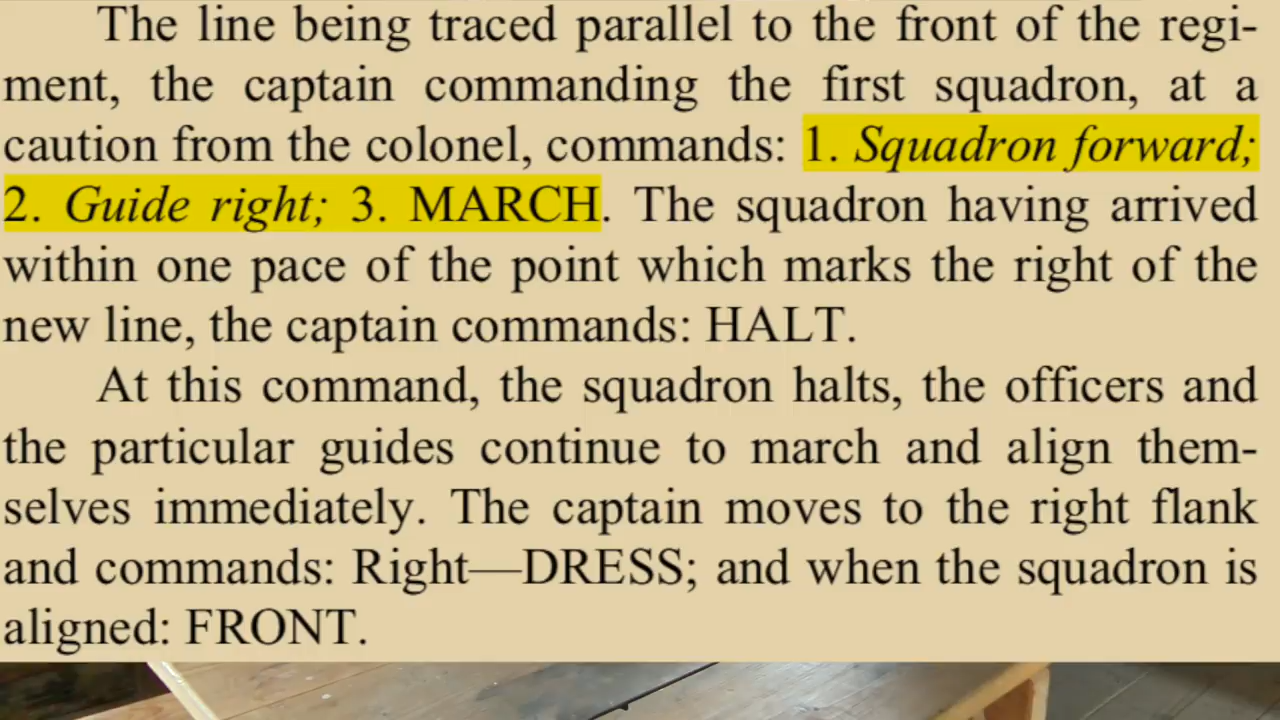 The line being traced parallel to the front of the regi-
ment, the captain commanding the first squadron, at a
caution from the colonel, commands: 1. Squadron forward;
2. Guide right; 3. MARCH. The squadron having arrived
within one pace of the point which marks the right of the
new line, the captain commands: HALT.
At this command, the squadron halts, the officers and
the particular guides continue to march and align them-
selves immediately. The captain moves to the right flank
and commands: Right—DRESS; and when the squadron is
aligned: FRONT.